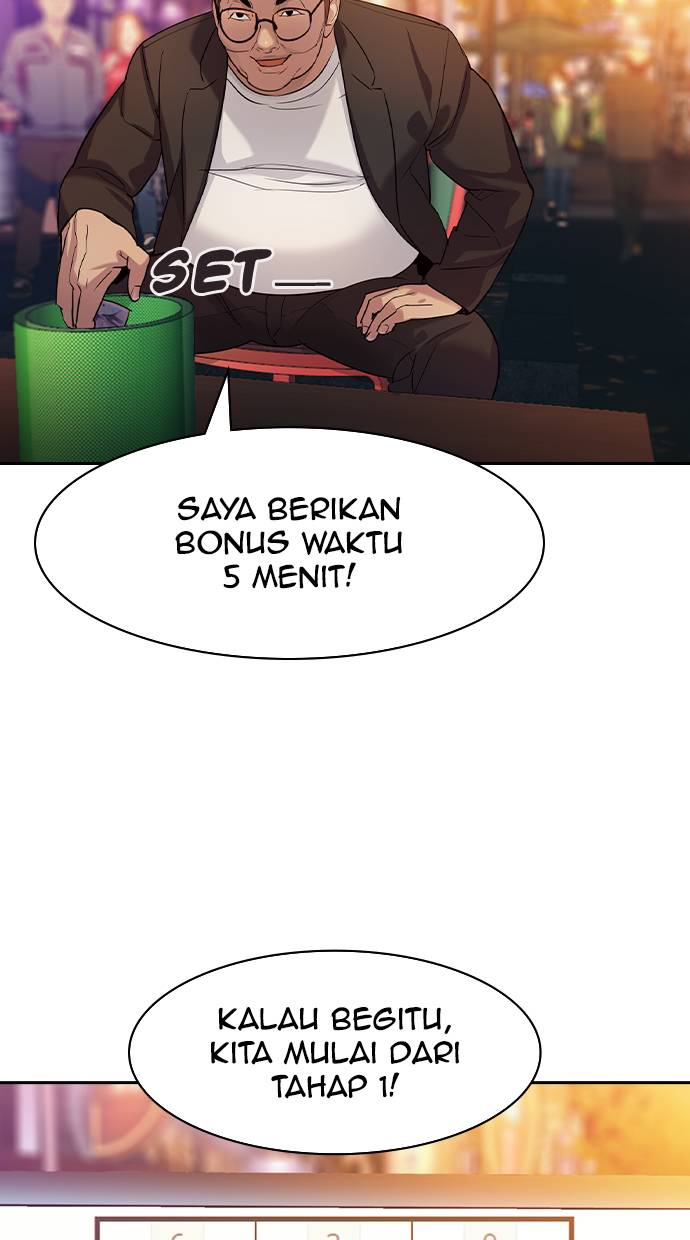 SET—
SAYA BERIKAN
BONUS WAKTU
5 MENIT!
KALAU BEGITU,
KITA MULAI DARI
TAHAP 1!